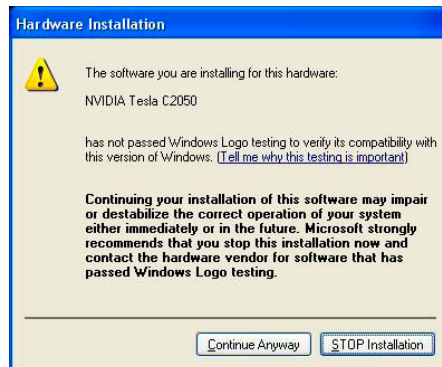 Hardware Installation
The software you are installing for this hardware:
NVIDIA Tesla C2050
has not passed Windows Logo testing to verify its compatibility with
this version of Windows. (Tell me why this testing is important)
Continuing your installation of this software may impair
or destabilize the correct operation of your system
either immediately or in the future. Microsoft strongly
recommends that you stop this installation now and
contact the hardware vendor for software that has
passed Windows Logo testing.
Continue Anyway
STOP Installation